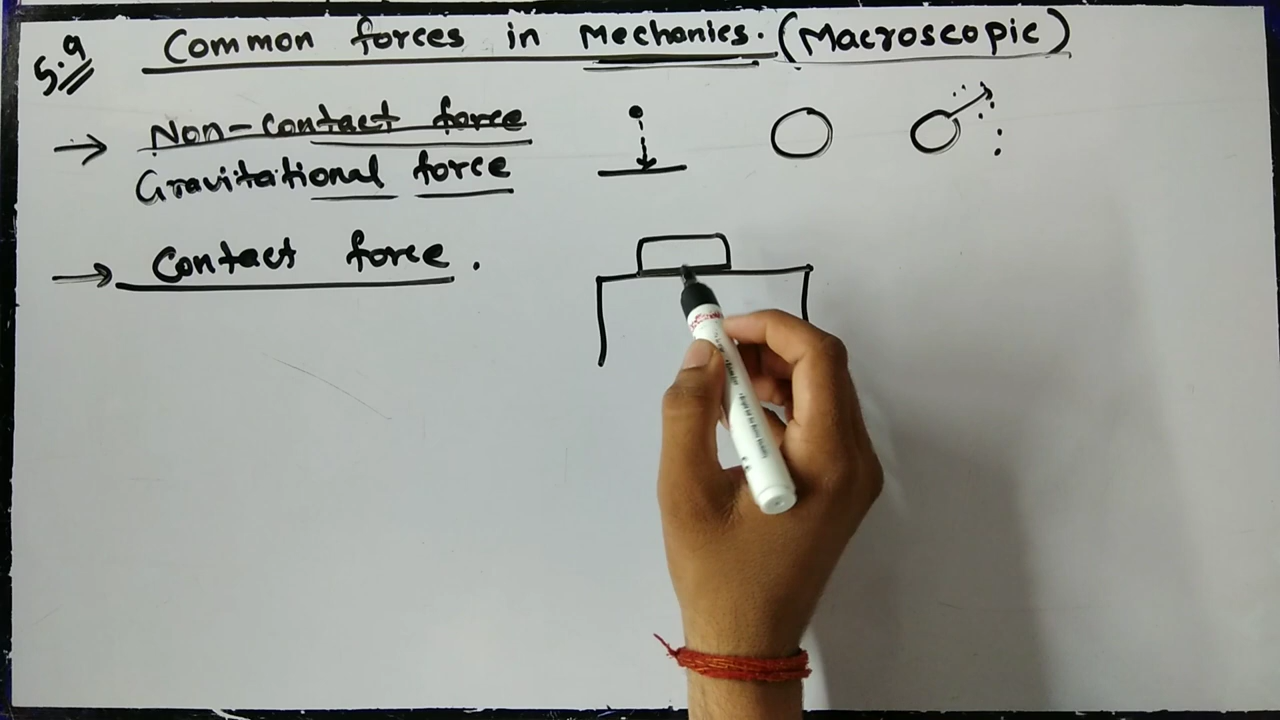 5.9 Common forces in Mechanics. (Macroscopic)
→ Non-contact force
Gravitational force
→ Contact force.